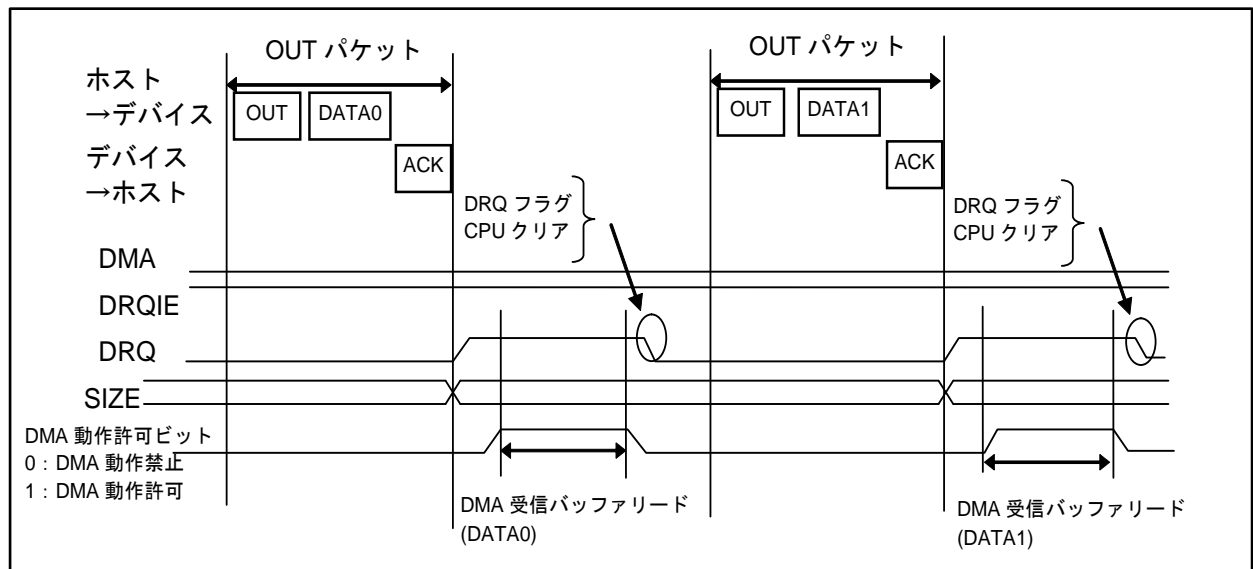 OUT パケット
OUT パケット
ホスト
→デバイス
OUT
DATA0
OUT
DATA1
デバイス
→ホスト
ACK
ACK
DRQ フラグ
CPU クリア
DRQ フラグ
CPU クリア
DMA
DRQIE
DRQ
SIZE
DMA 動作許可ビット
0：DMA 動作禁止
1：DMA 動作許可
DMA 受信バッファリード
(DATA0)
DMA 受信バッファリード
(DATA1)